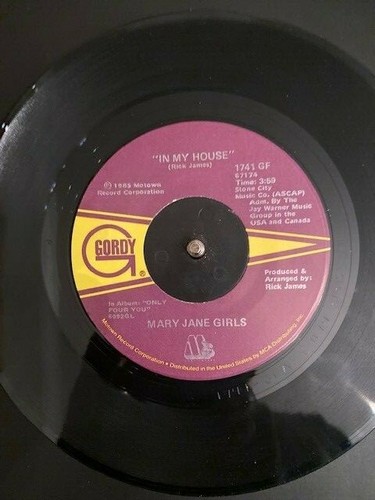 "IN MY HOUSE"
(Rick James)
1741 GF
Time: 3:59
Stone City
Music Co. (ASCAP)
Adm. By The
Jay Warner Music
Group in the
USA and Canada
Motown
Record Corporation
GORDY
G
®
Produced &
Arranged by:
Rick James
In Album: "ONLY
FOUR YOU"
MARY JANE GIRLS
M
Motown Record Corporation • Distributed in the United States by MCA Distributing, Inc.